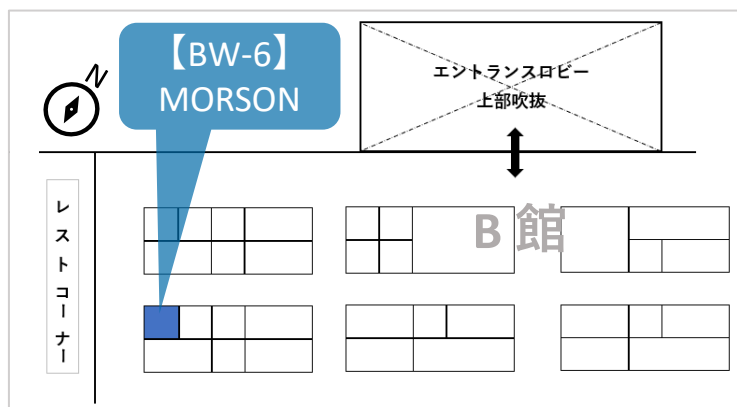 【BW-6】
MORSON
N
エントランスロビー
上部吹抜
B 館
レストコーナー